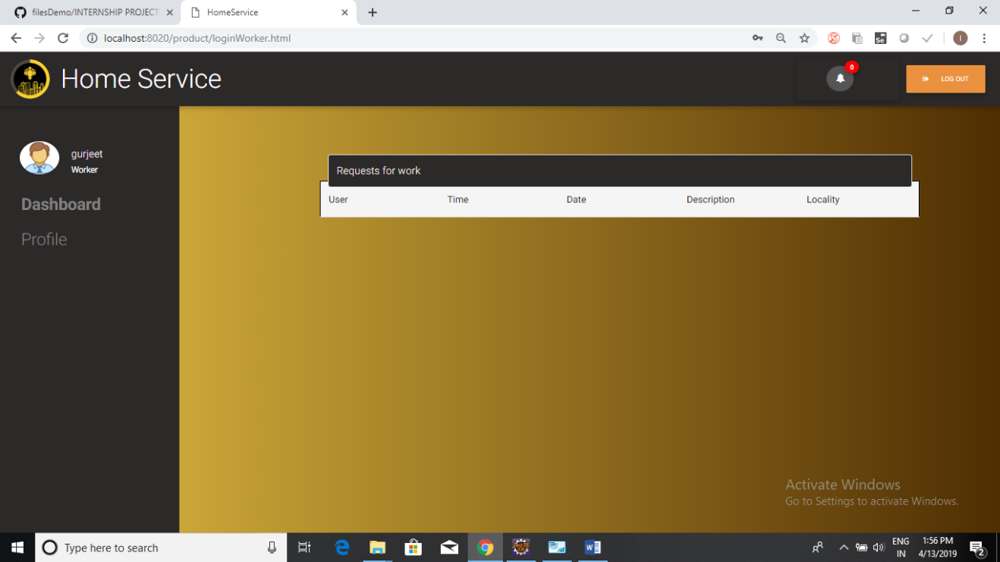 filesDemo/INTERNSHIP PROJECT
HomeService
localhost:8020/product/loginWorker.html
Se
I
Home Service
0
LOG OUT
gurjeet
Worker
Dashboard
Profile
Requests for work
User Time Date Description Locality
Activate Windows
Go to Settings to activate Windows.
Type here to search
ENG
IN
1:56 PM
4/13/2019
2